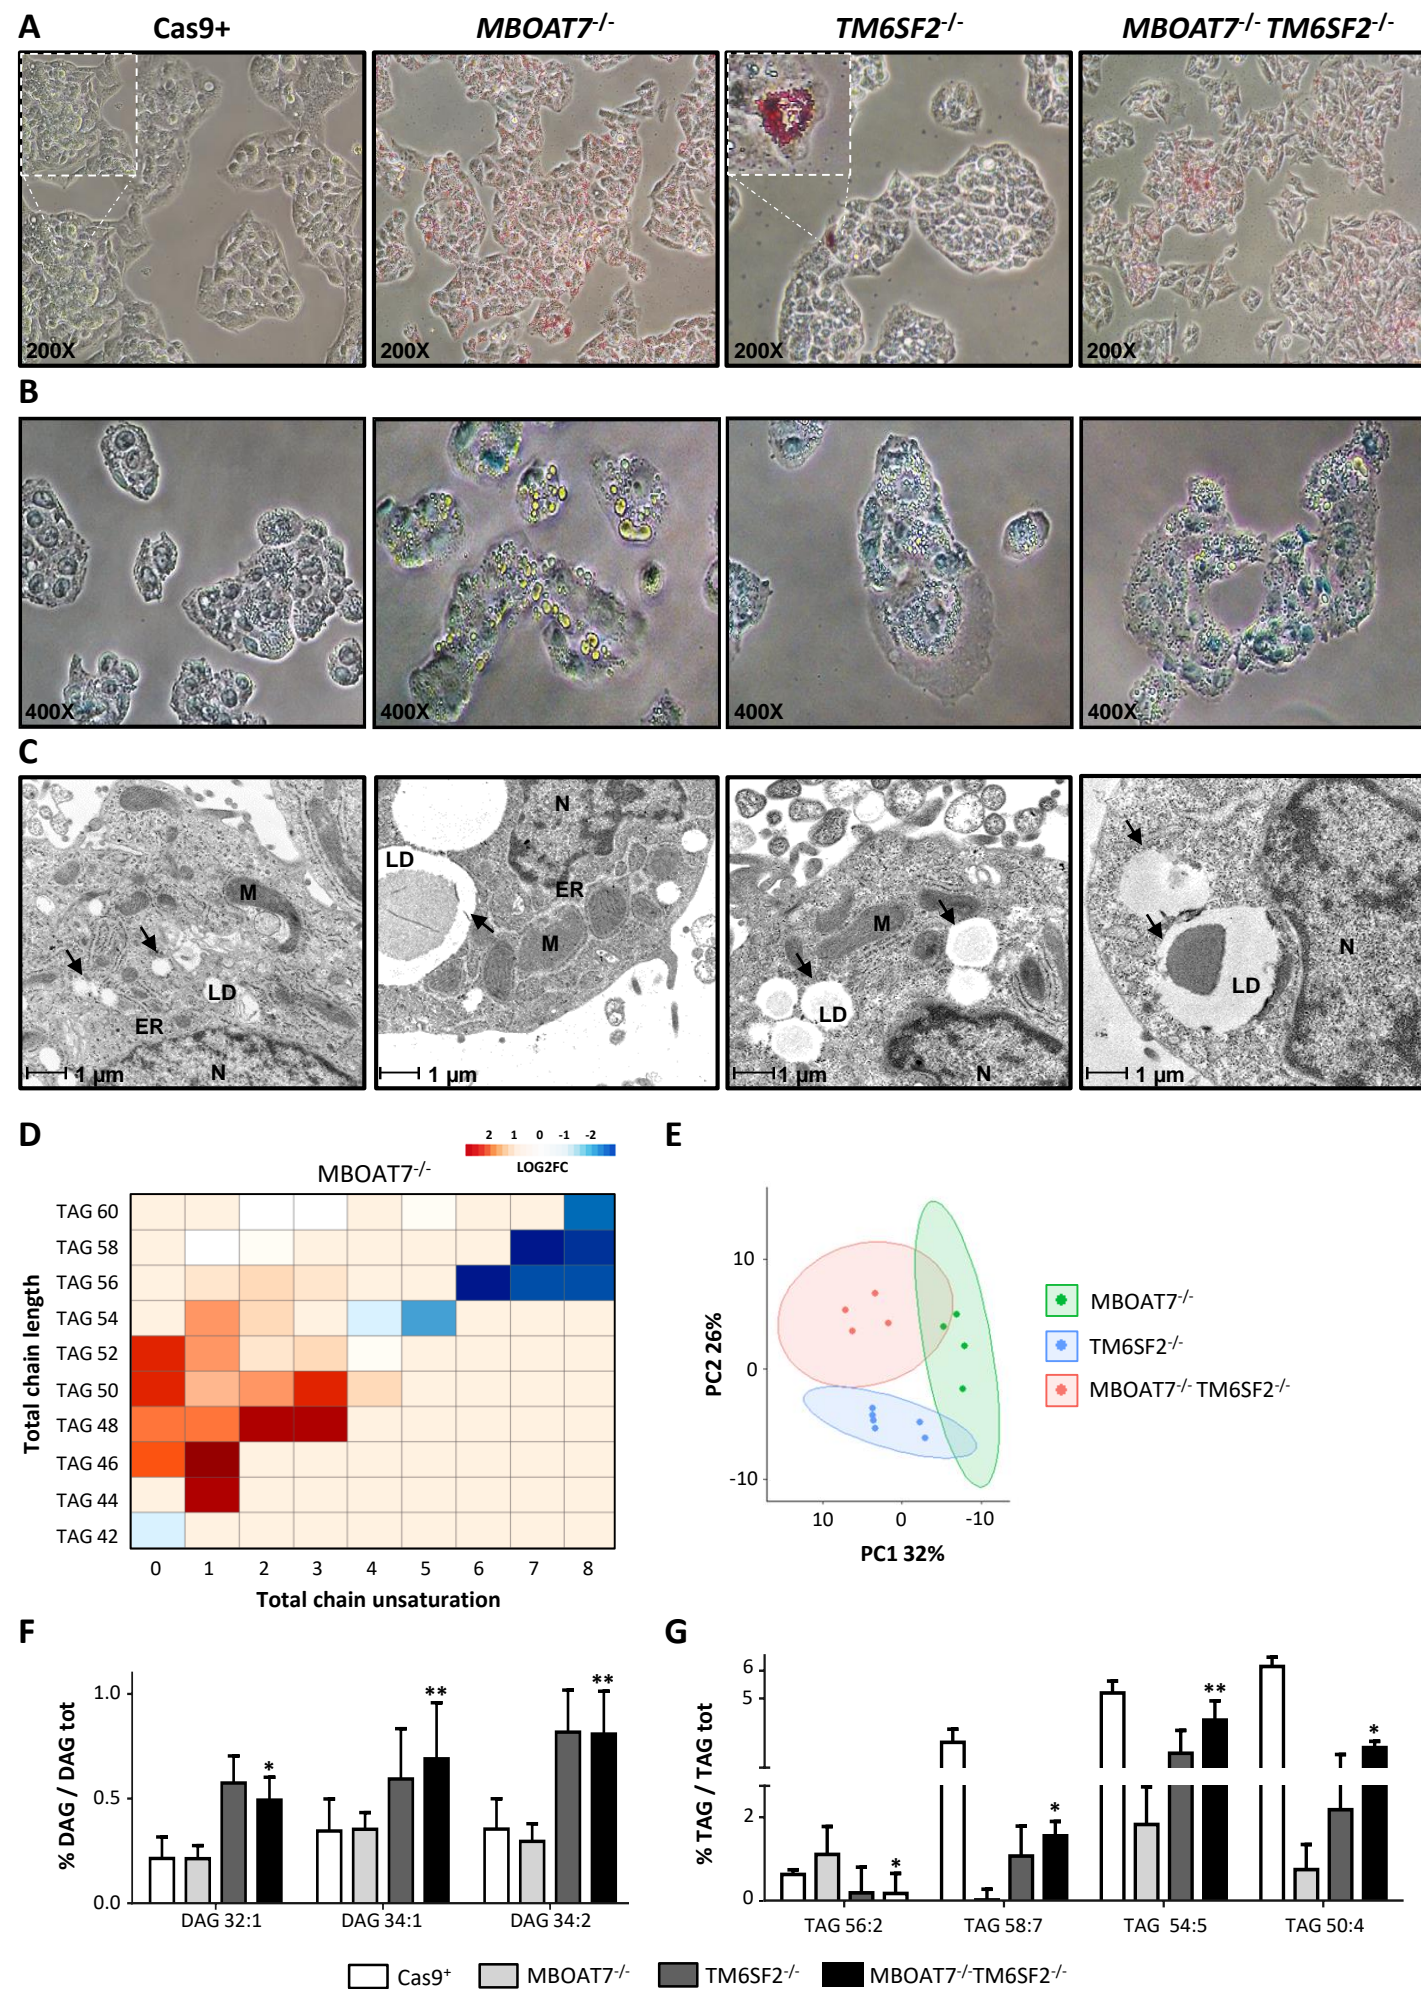 A
Cas9+ MBOAT7-/- TM6SF2-/- MBOAT7-/- TM6SF2-/-
200X 200X 200X 200X
B
400X 400X 400X 400X
C
M LD ER N 1 µm
N LD ER M 1 µm
M LD N 1 µm
N LD 1 µm
D
2 1 0 -1 -2
LOG2FC
MBOAT7-/-
Total chain length
TAG 60
TAG 58
TAG 56
TAG 54
TAG 52
TAG 50
TAG 48
TAG 46
TAG 44
TAG 42
0 1 2 3 4 5 6 7 8
Total chain unsaturation
E
PC2 26%
10
0
-10
10 0 -10
PC1 32%
MBOAT7-/-
TM6SF2-/-
MBOAT7-/- TM6SF2-/-
F
% DAG / DAG tot
1.0
0.5
0.0
* ** **
DAG 32:1 DAG 34:1 DAG 34:2
G
% TAG / TAG tot
6
5
2
0
* * ** *
TAG 56:2 TAG 58:7 TAG 54:5 TAG 50:4
Cas9+ MBOAT7-/- TM6SF2-/- MBOAT7-/-TM6SF2-/-